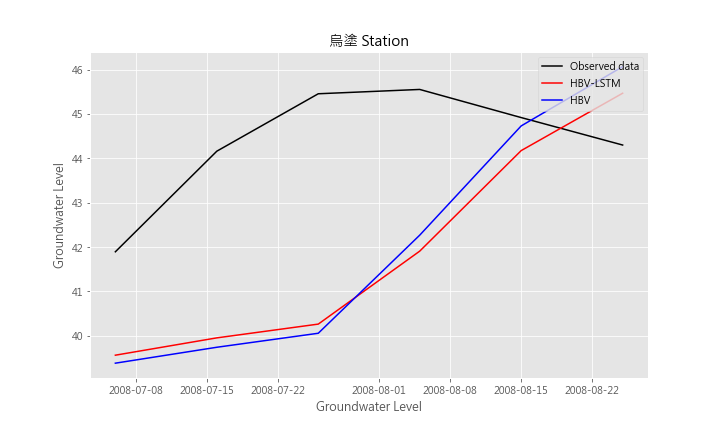 烏塗 Station
Observed data
HBV-LSTM
HBV
Groundwater Level
46
45
44
43
42
41
40
2008-07-08
2008-07-15
2008-07-22
2008-08-01
2008-08-08
2008-08-15
2008-08-22
Groundwater Level